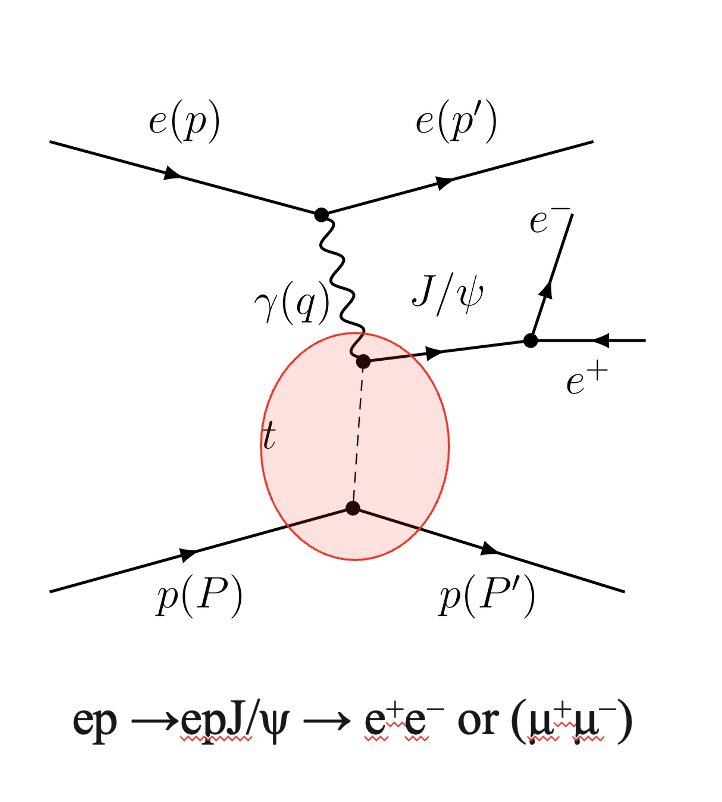 e(p) e(p′)
e⁻
γ(q) J/ψ
e⁺
t
p(P) p(P′)
ep →epJ/ψ → e⁺e⁻ or (μ⁺μ⁻)